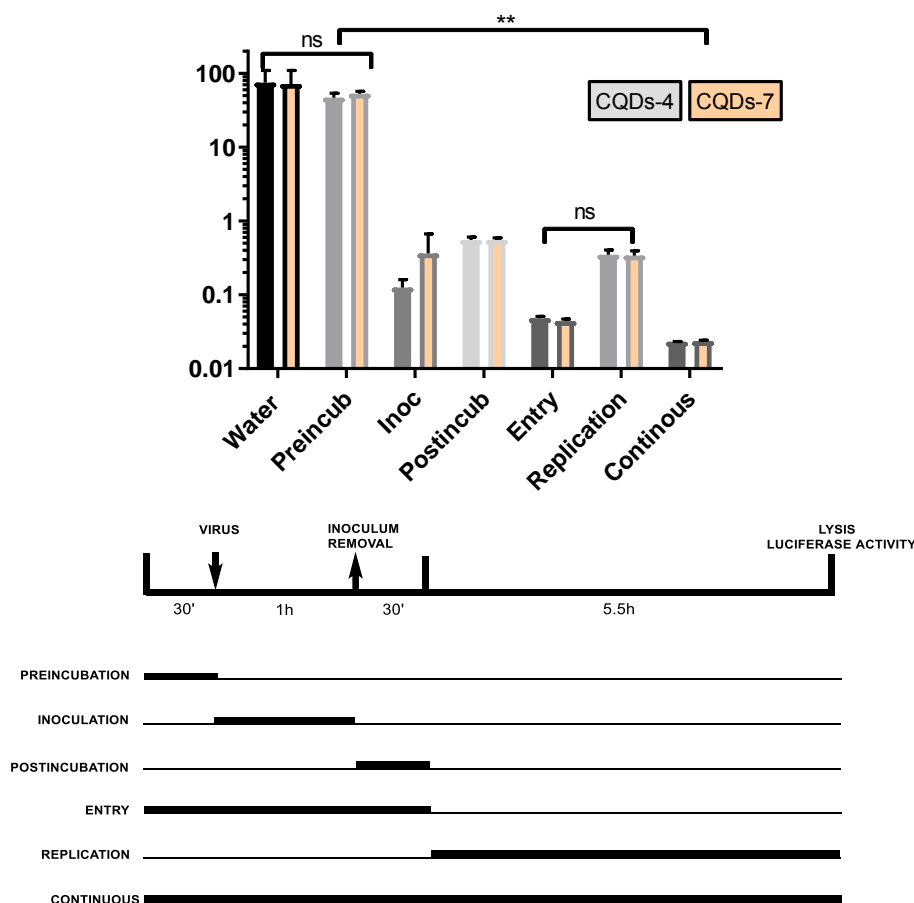 **
ns
100
10
1
0.1
0.01
CQDs-4 CQDs-7
ns
Water
Preincub
Inoc
Postincub
Entry
Replication
Continous
VIRUS
INOCULUM
REMOVAL
LYSIS
LUCIFERASE ACTIVITY
30' 1h 30' 5.5h
PREINCUBATION
INOCULATION
POSTINCUBATION
ENTRY
REPLICATION
CONTINUOUS